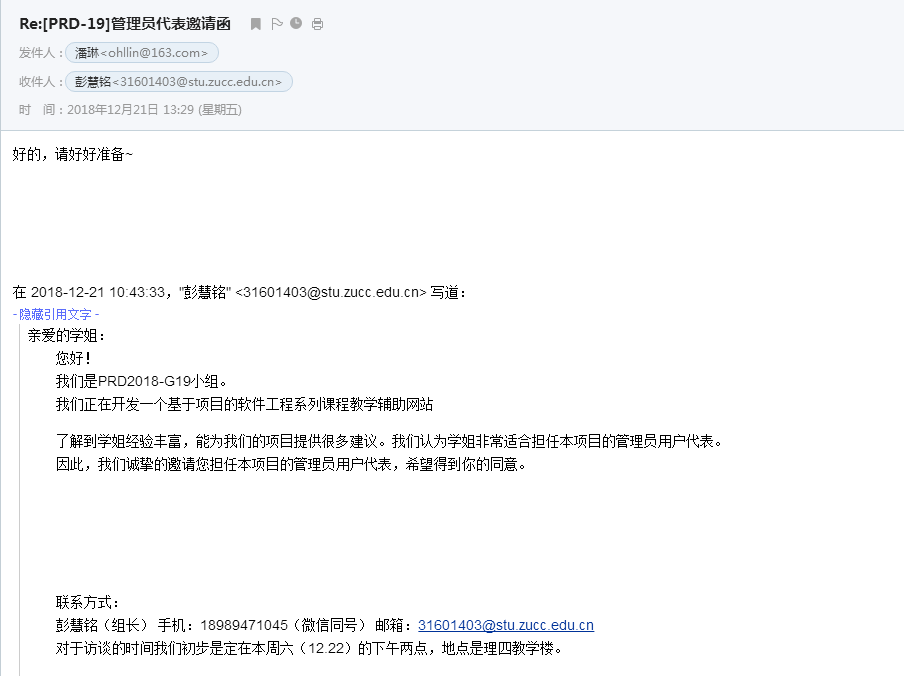 Re:[PRD-19]管理员代表邀请函
发件人：潘琳<ohllin@163.com>
收件人：彭慧铭<31601403@stu.zucc.edu.cn>
时　间：2018年12月21日 13:29 (星期五)
好的，请好好准备~
在 2018-12-21 10:43:33，"彭慧铭" <31601403@stu.zucc.edu.cn> 写道：
-隐藏引用文字 -
亲爱的学姐：
您好！
我们是PRD2018-G19小组。
我们正在开发一个基于项目的软件工程系列课程教学辅助网站
了解到学姐经验丰富，能为我们的项目提供很多建议。我们认为学姐非常适合担任本项目的管理员用户代表。
因此，我们诚挚的邀请您担任本项目的管理员用户代表，希望得到你的同意。
联系方式：
彭慧铭（组长） 手机：18989471045（微信同号） 邮箱：31601403@stu.zucc.edu.cn
对于访谈的时间我们初步是定在本周六（12.22）的下午两点，地点是理四教学楼。